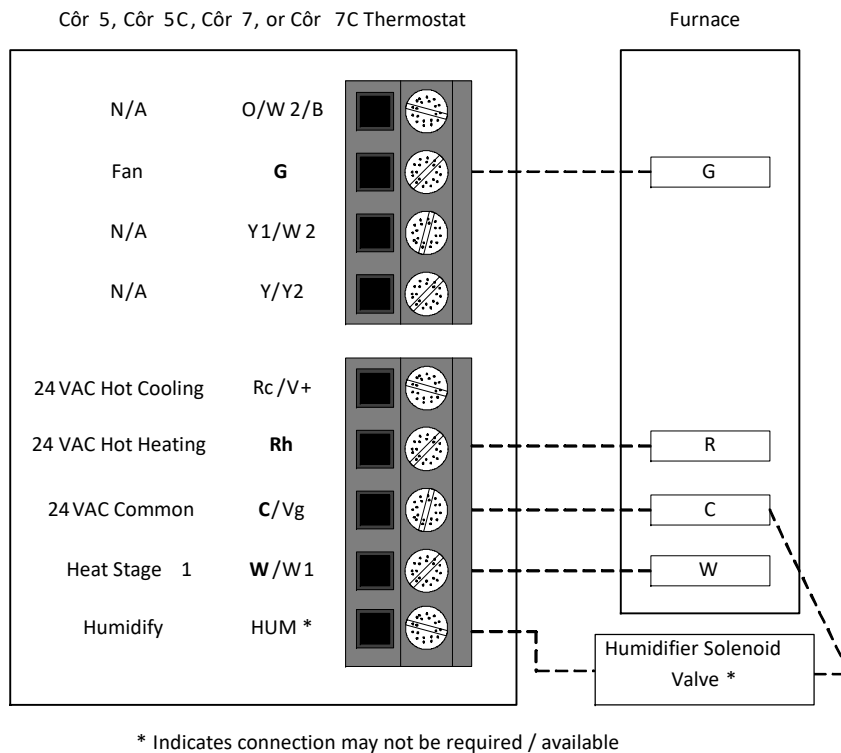 Côr 5, Côr 5C, Côr 7, or Côr 7C Thermostat
Furnace
N/A O/W2/B
Fan G G
N/A Y1/W2
N/A Y/Y2
24 VAC Hot Cooling Rc/V+
24 VAC Hot Heating Rh R
24 VAC Common C/Vg C
Heat Stage 1 W/W1 W
Humidify HUM *
Humidifier Solenoid
Valve *
* Indicates connection may not be required / available